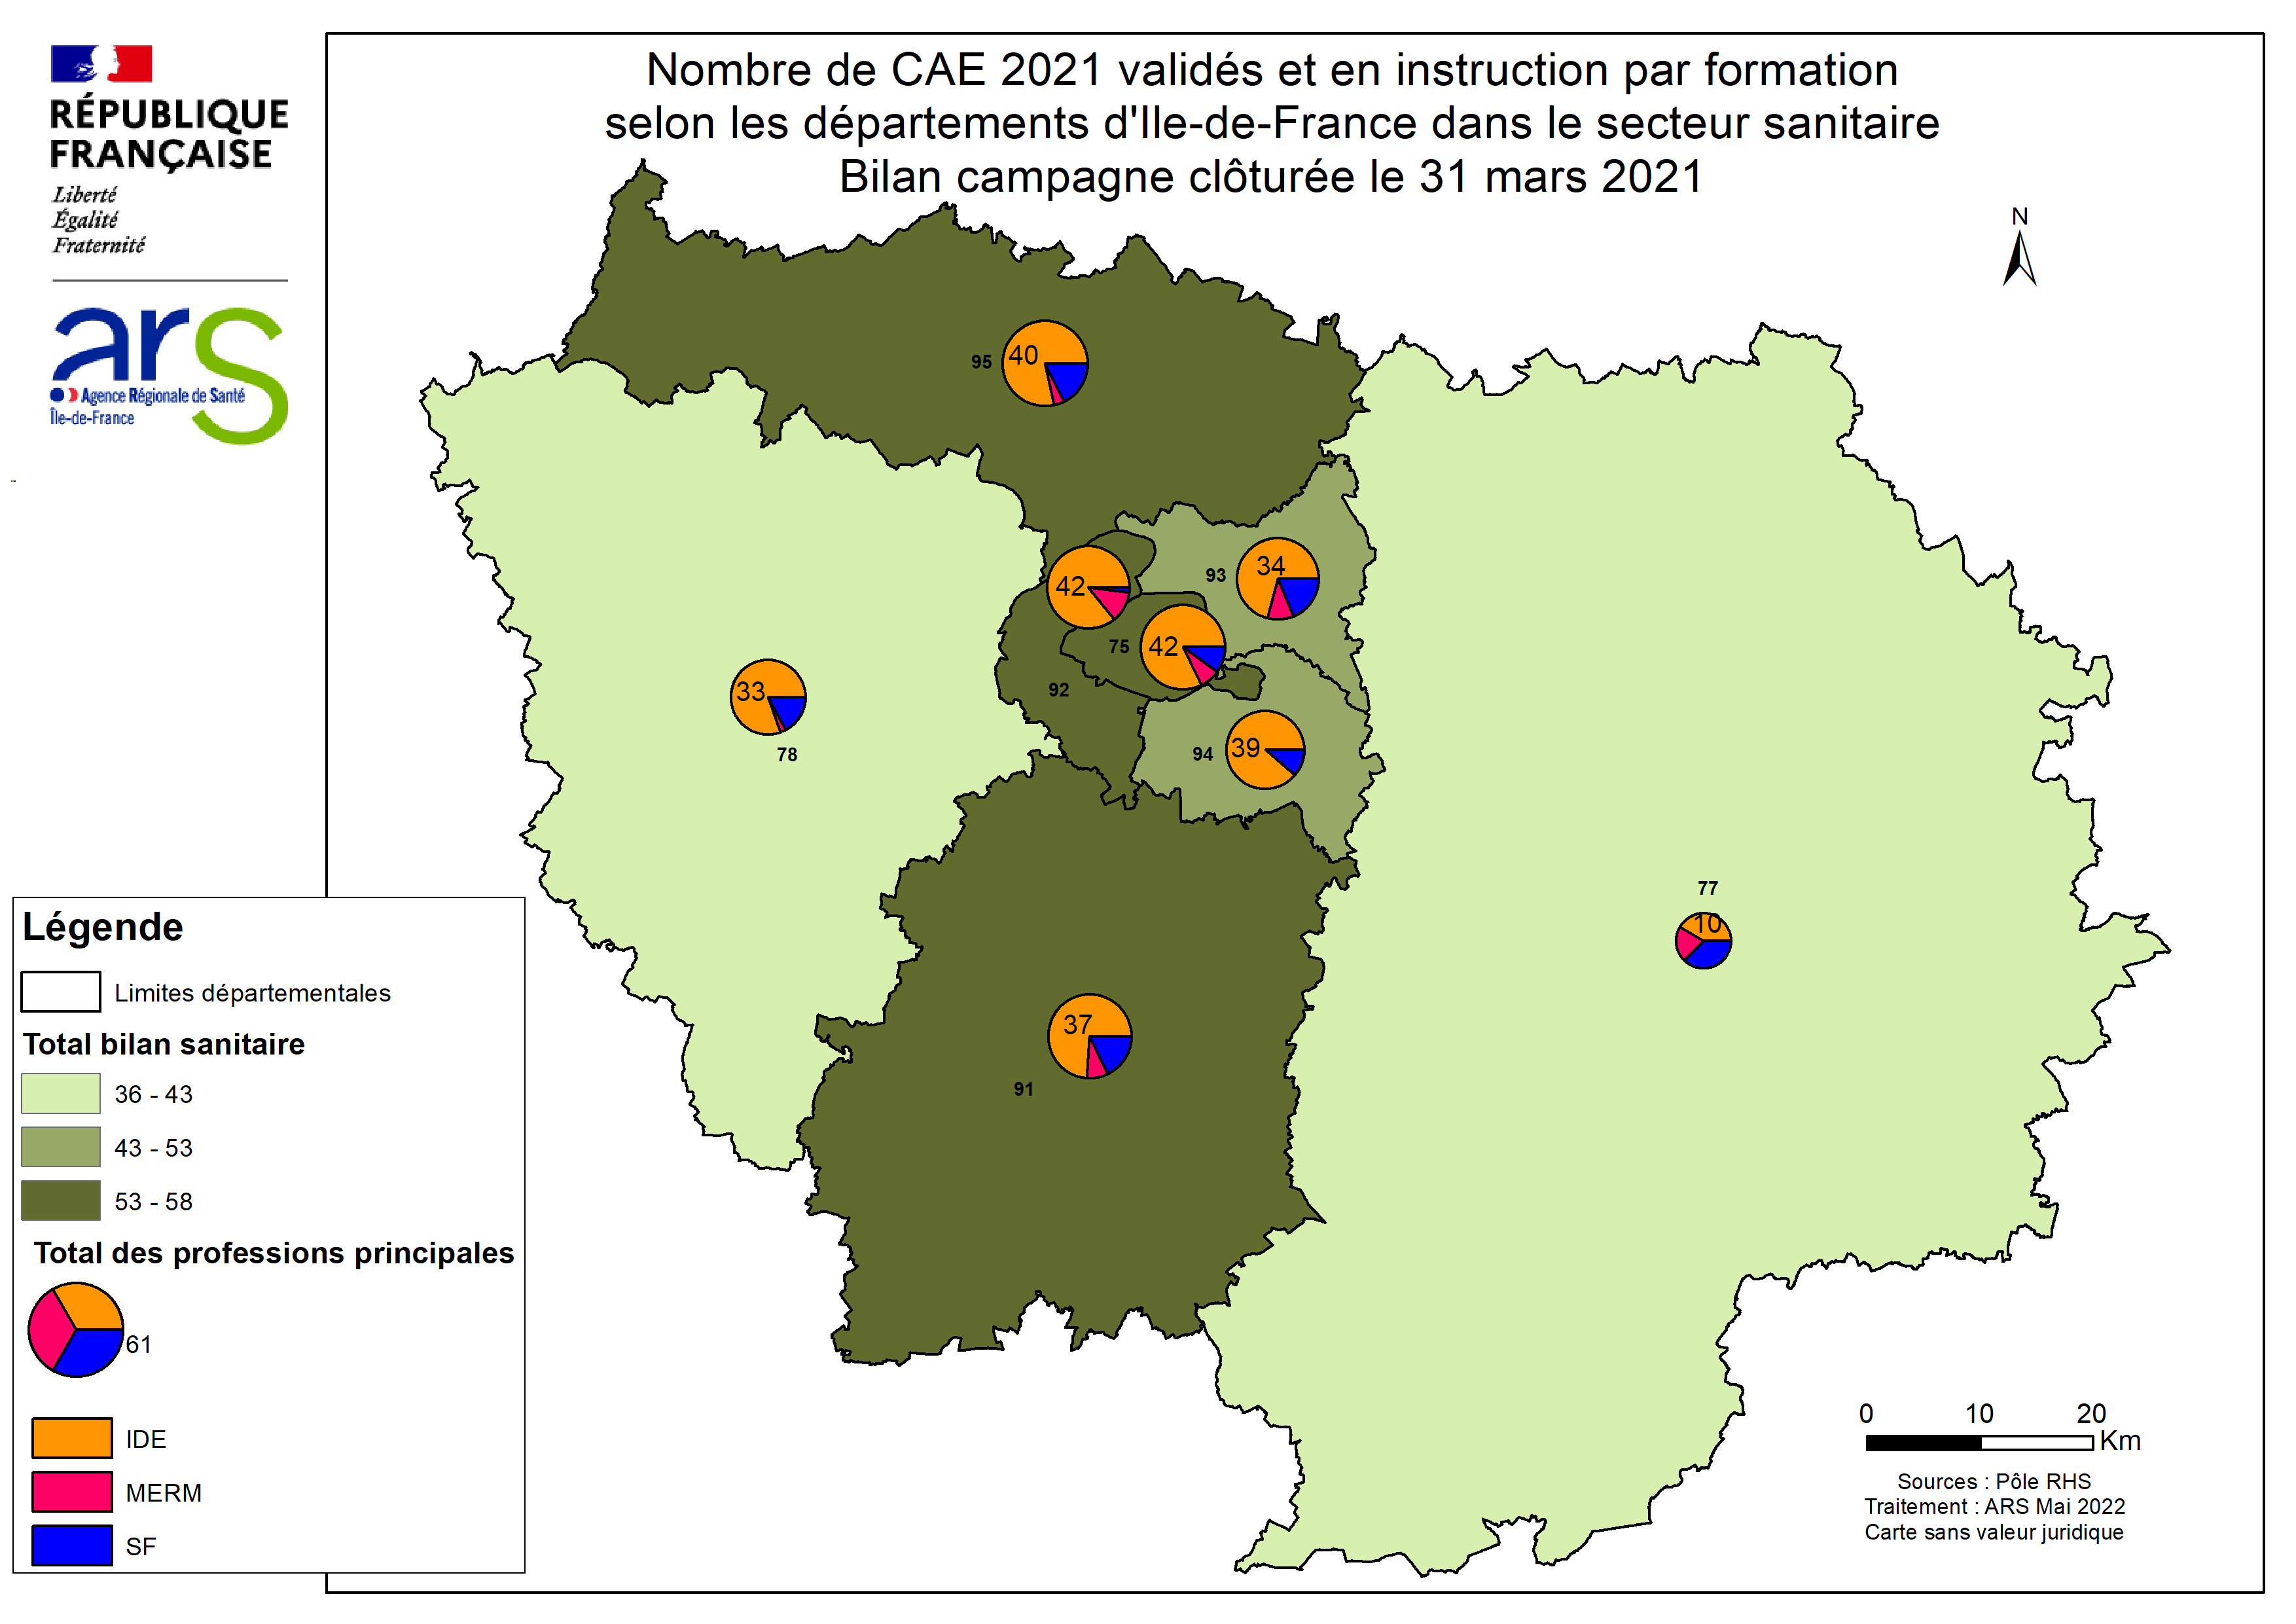 RÉPUBLIQUE
FRANÇAISE
Liberté
Égalité
Fraternité
ars
Agence Régionale de Santé
Île-de-France
Nombre de CAE 2021 validés et en instruction par formation
selon les départements d'Ile-de-France dans le secteur sanitaire
Bilan campagne clôturée le 31 mars 2021
N
95
40
42
93
34
75
42
92
33
78
94
39
77
10
37
91
Légende
Limites départementales
Total bilan sanitaire
36 - 43
43 - 53
53 - 58
Total des professions principales
61
IDE
MERM
SF
0 10 20
Km
Sources : Pôle RHS
Traitement : ARS Mai 2022
Carte sans valeur juridique